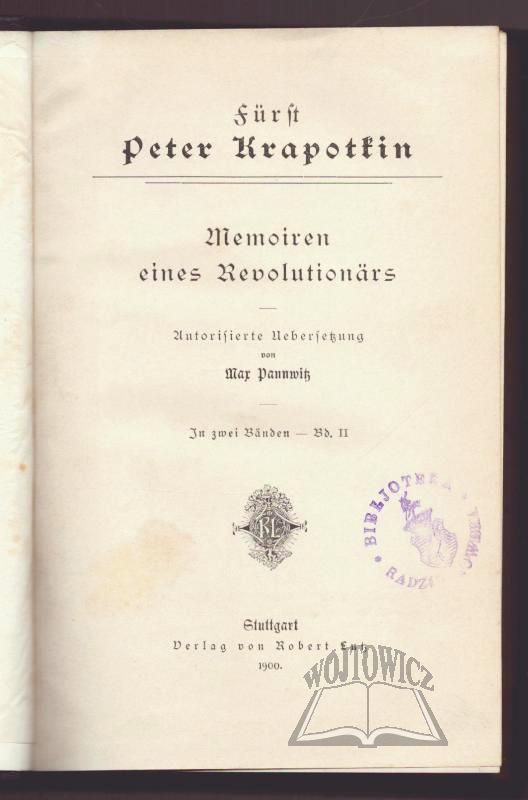 Fürst
Peter Krapotkin
Memoiren
eines Revolutionärs
Autorisierte Uebersetzung
von
Max Pannwitz
In zwei Bänden — Bd. II
RL
BIBLJOTEKA
Stuttgart
Verlag von Robert Lutz
1900.
WÓJTOWICZ